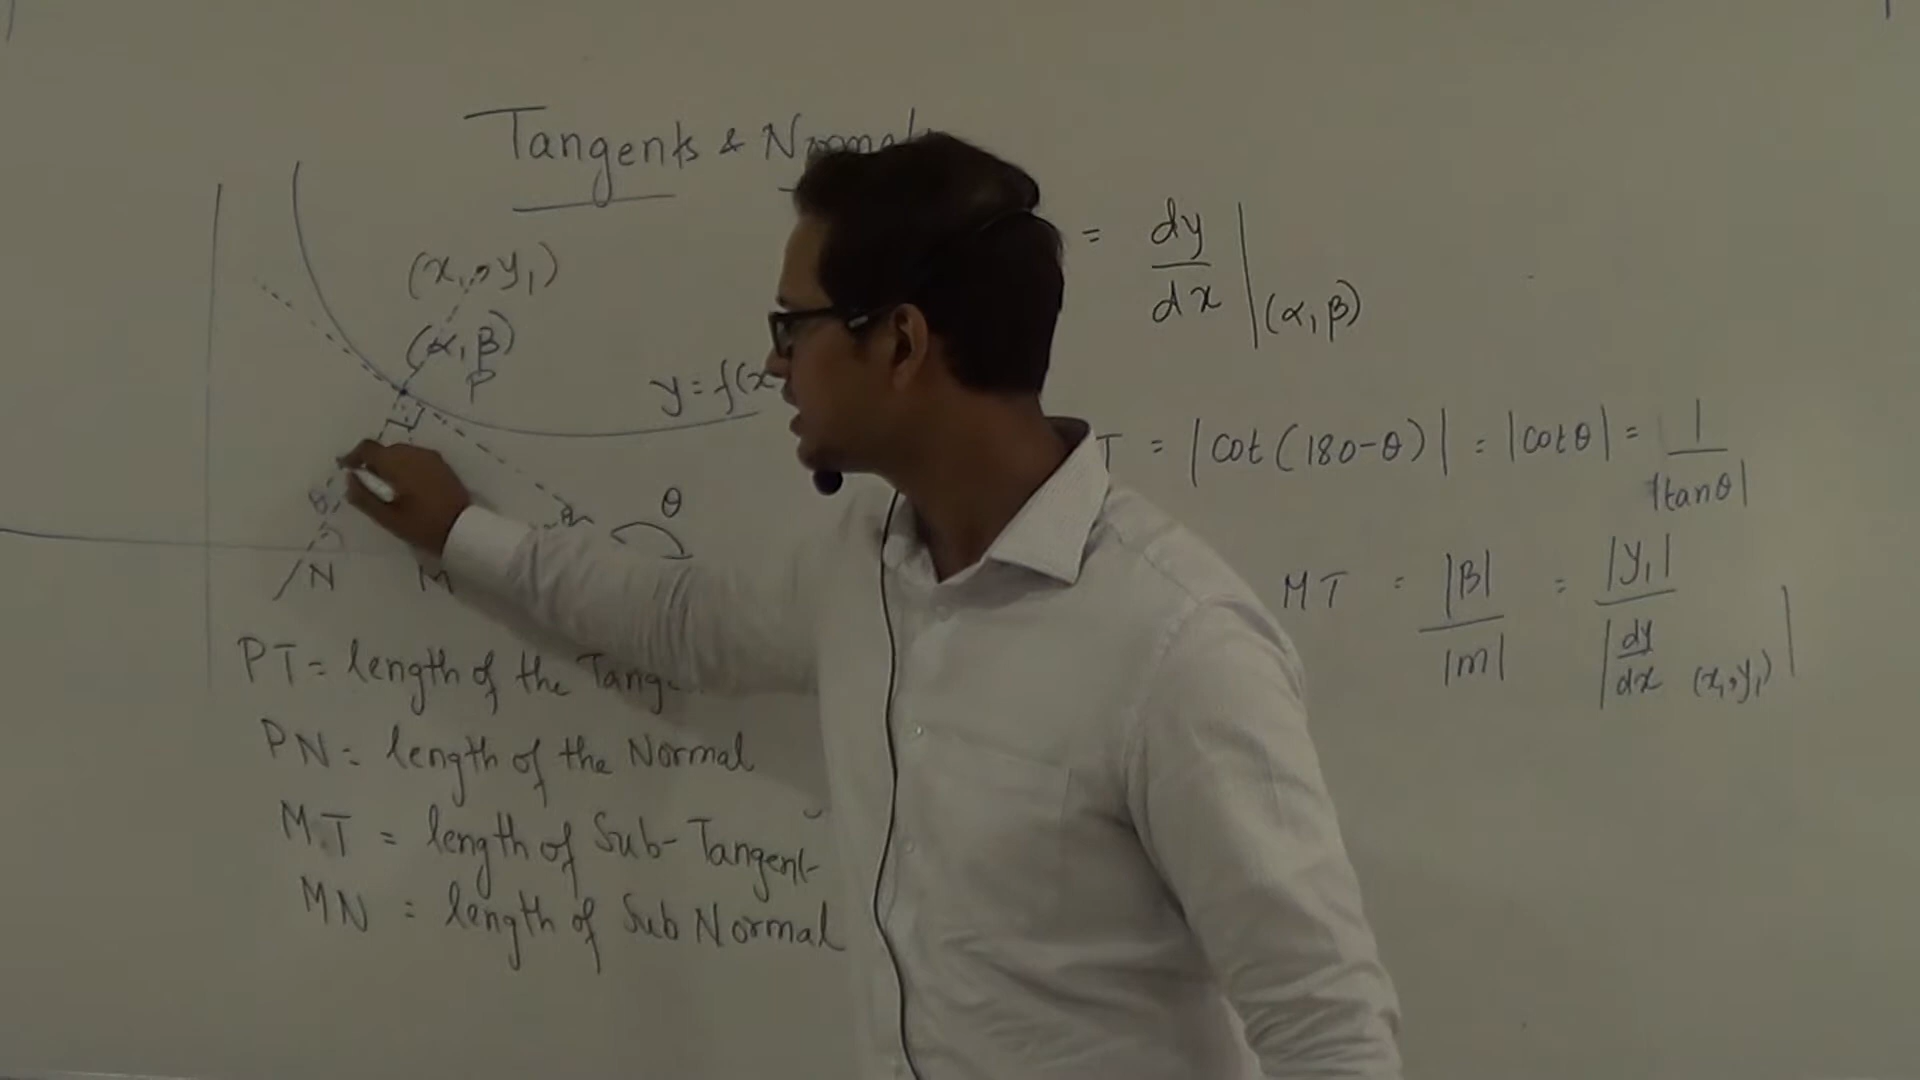 Tangents & Normal
(x₁, y₁)
(α, β)
P
y = f(x
θ
N
M
= dy/dx |(α, β)
T = |cot(180-θ)| = |cotθ| = 1/|tanθ|
MT = |β|/|m| = |y₁|/|dy/dx (x₁, y₁)|
PT = length of the Tang
PN = length of the Normal
M.T = length of Sub-Tangent
MN = length of Sub Normal